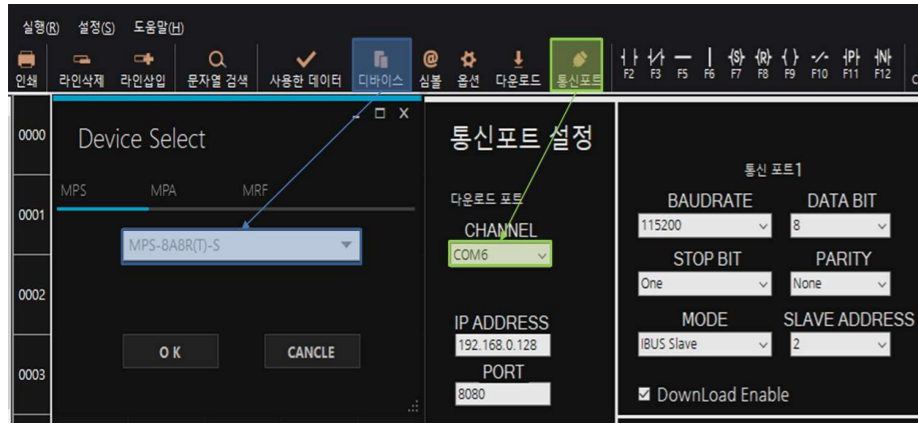 실행(R) 설정(S) 도움말(H)
인쇄 라인삭제 라인삽입 문자열 검색 사용한 데이터 디바이스 심볼 옵션 다운로드 통신포트 F2 F3 F5 F6 F7 F8 F9 F10 F11 F12
0000
0001
0002
0003
Device Select
MPS MPA MRF
MPS-8A8R(T)-S
O K CANCLE
통신포트 설정
다운로드 포트
CHANNEL
COM6
IP ADDRESS
192.168.0.128
PORT
8080
통신 포트1
BAUDRATE DATA BIT
115200 8
STOP BIT PARITY
One None
MODE SLAVE ADDRESS
IBUS Slave 2
DownLoad Enable